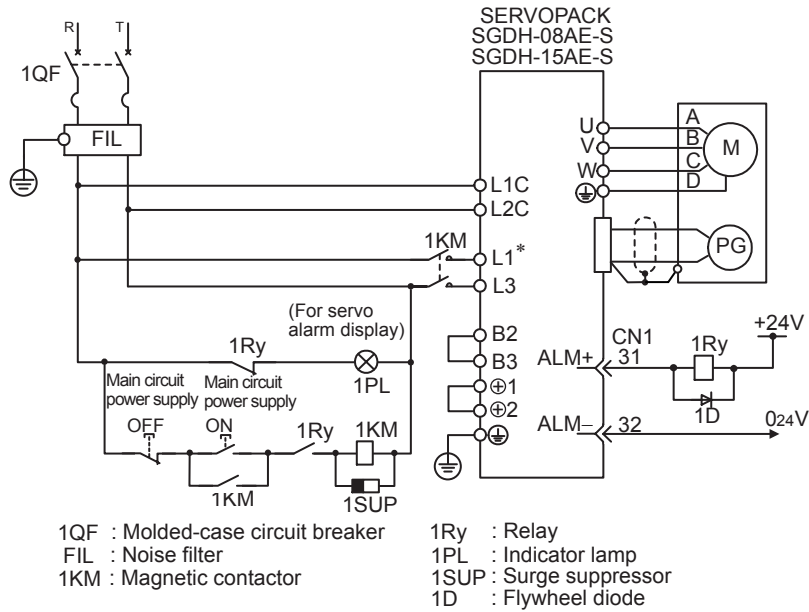 SERVOPACK
SGDH-08AE-S
SGDH-15AE-S
R T
1QF
FIL
U
V
W
A
B
C
D
M
L1C
L2C
1KM
L1*
L3
PG
(For servo
alarm display)
1Ry
1PL
B2
B3
1
2
CN1
ALM+ 31
1Ry
+24V
1D
ALM− 32
024V
Main circuit
power supply
Main circuit
power supply
OFF ON
1Ry
1KM
1KM
1SUP
1QF : Molded-case circuit breaker
FIL : Noise filter
1KM : Magnetic contactor
1Ry : Relay
1PL : Indicator lamp
1SUP : Surge suppressor
1D : Flywheel diode